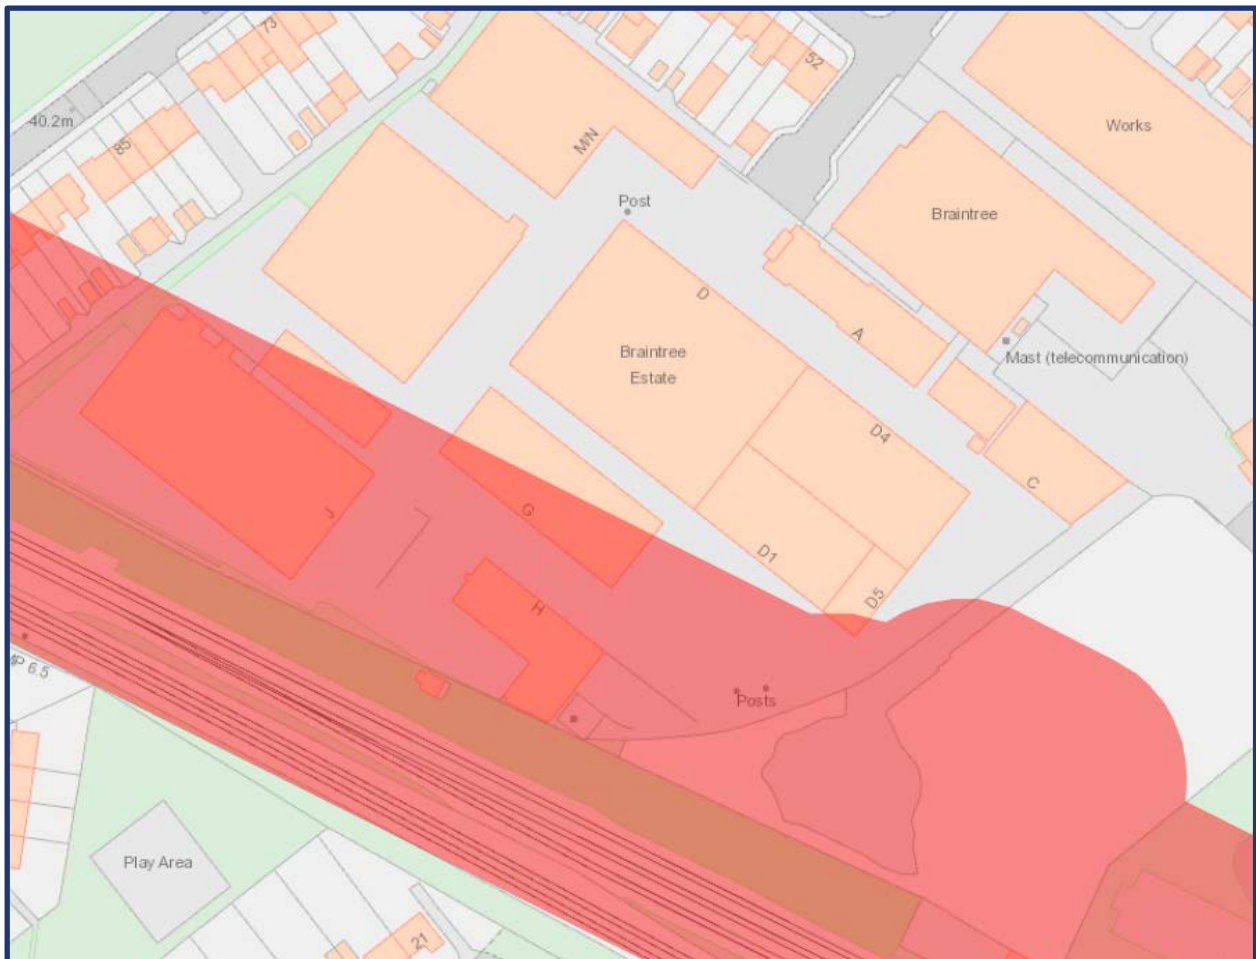 73
52
40.2m
85
M/N
Works
Post
Braintree
D
A
Braintree
Estate
Mast (telecommunication)
D4
C
G
J
D1
D5
H
MP 6.5
Posts
Play Area
21